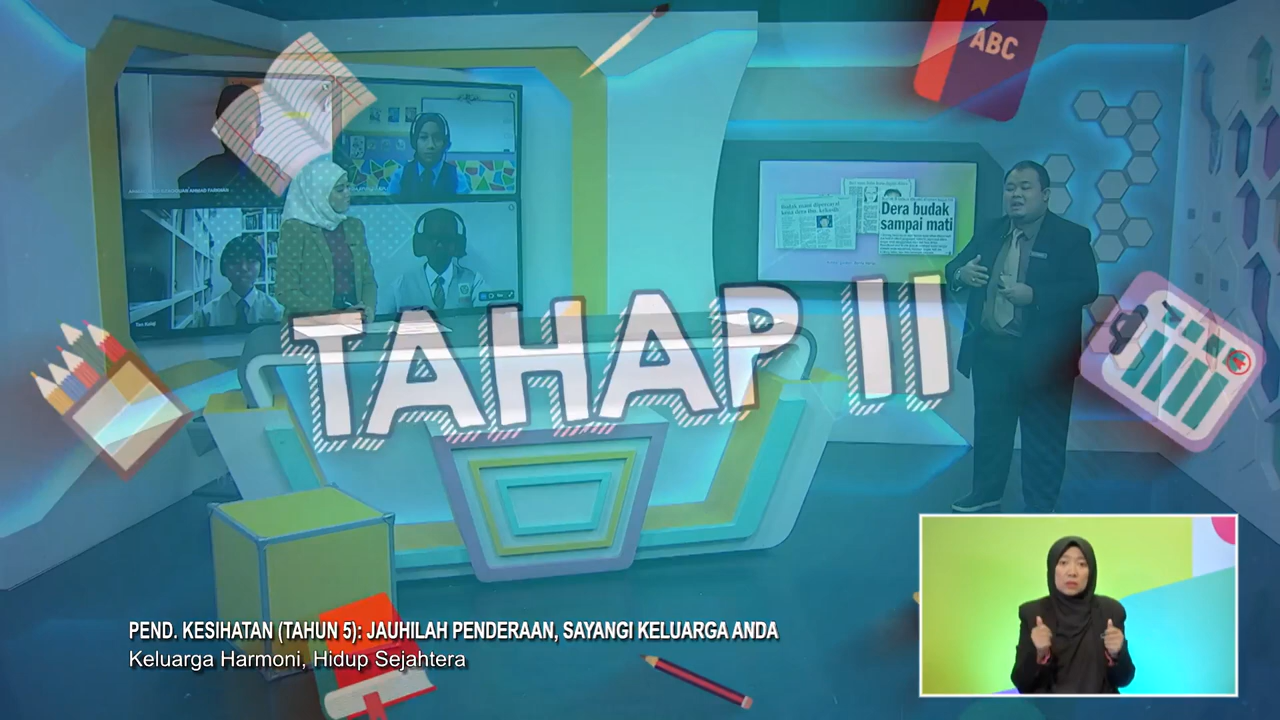 ABC
Dera budak
sampai mati
TAHAP II
PEND. KESIHATAN (TAHUN 5): JAUHILAH PENDERAAN, SAYANGI KELUARGA ANDA
Keluarga Harmoni, Hidup Sejahtera